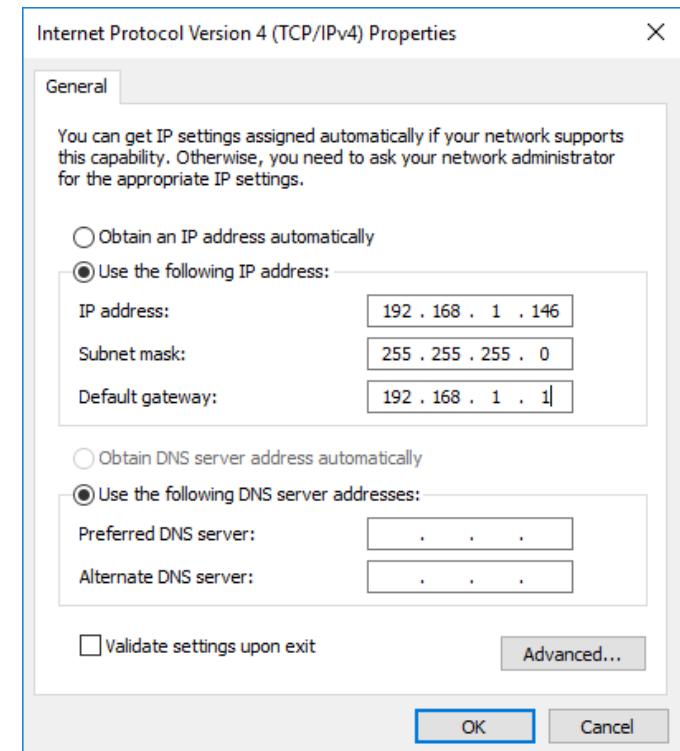 Internet Protocol Version 4 (TCP/IPv4) Properties
General
You can get IP settings assigned automatically if your network supports
this capability. Otherwise, you need to ask your network administrator
for the appropriate IP settings.
Obtain an IP address automatically
Use the following IP address:
IP address: 192 . 168 . 1 . 146
Subnet mask: 255 . 255 . 255 . 0
Default gateway: 192 . 168 . 1 . 1
Obtain DNS server address automatically
Use the following DNS server addresses:
Preferred DNS server: . . .
Alternate DNS server: . . .
Validate settings upon exit
Advanced...
OK Cancel